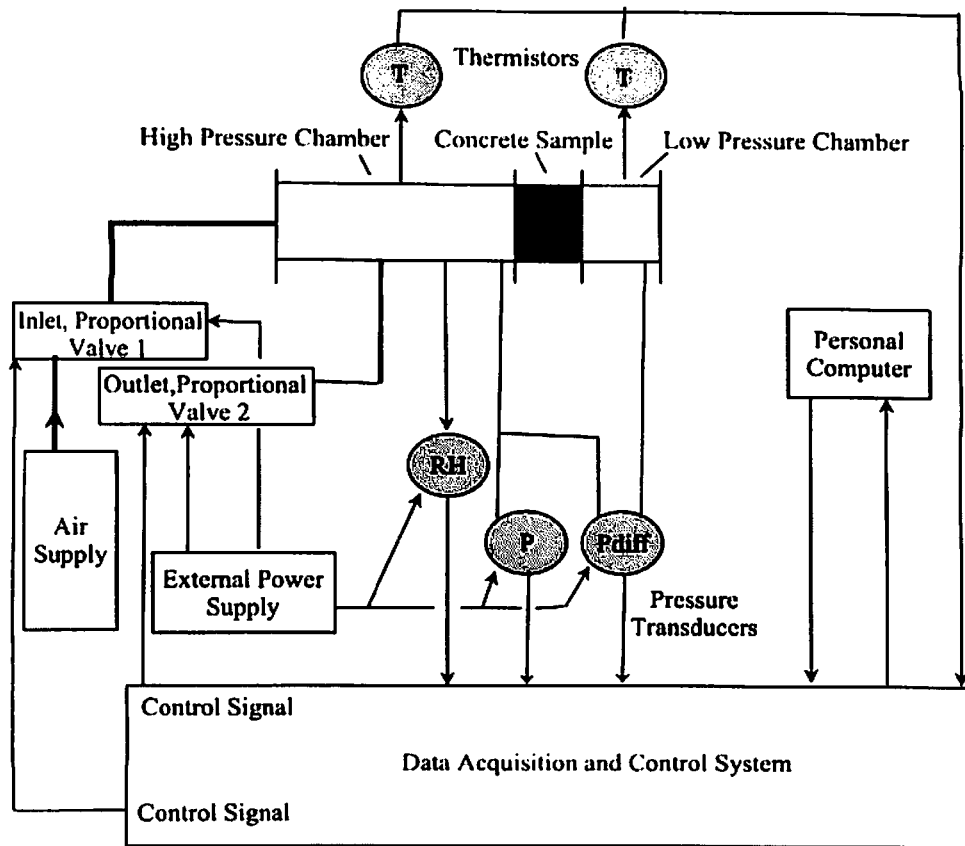 T
Thermistors
T
High Pressure Chamber
Concrete Sample
Low Pressure Chamber
Inlet, Proportional
Valve 1
Outlet,Proportional
Valve 2
Personal
Computer
RH
Air
Supply
P
Pdiff
External Power
Supply
Pressure
Transducers
Control Signal
Data Acquisition and Control System
Control Signal